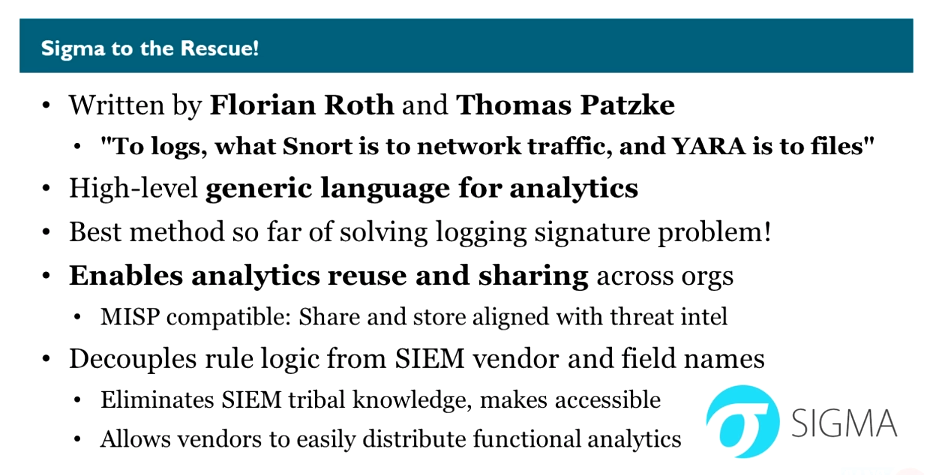 Sigma to the Rescue!
• Written by Florian Roth and Thomas Patzke
• "To logs, what Snort is to network traffic, and YARA is to files"
• High-level generic language for analytics
• Best method so far of solving logging signature problem!
• Enables analytics reuse and sharing across orgs
• MISP compatible: Share and store aligned with threat intel
• Decouples rule logic from SIEM vendor and field names
• Eliminates SIEM tribal knowledge, makes accessible
• Allows vendors to easily distribute functional analytics
SIGMA